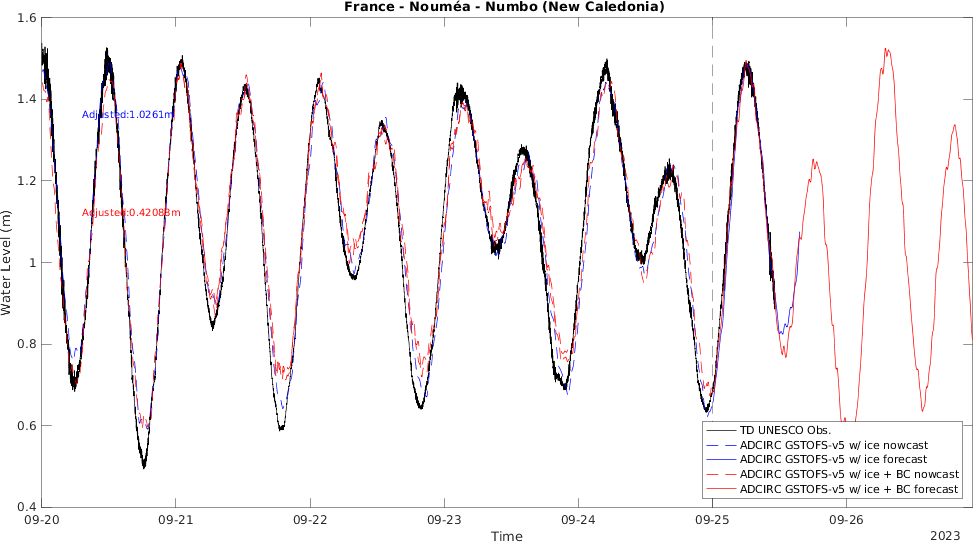 France - Nouméa - Numbo (New Caledonia)
1.6
1.4
1.2
1
0.8
0.6
0.4
Water Level (m)
Adjusted:1.0261m
Adjusted:0.42083m
TD UNESCO Obs.
ADCIRC GSTOFS-v5 w/ ice nowcast
ADCIRC GSTOFS-v5 w/ ice forecast
ADCIRC GSTOFS-v5 w/ ice + BC nowcast
ADCIRC GSTOFS-v5 w/ ice + BC forecast
09-20 09-21 09-22 09-23 09-24 09-25 09-26
Time
2023